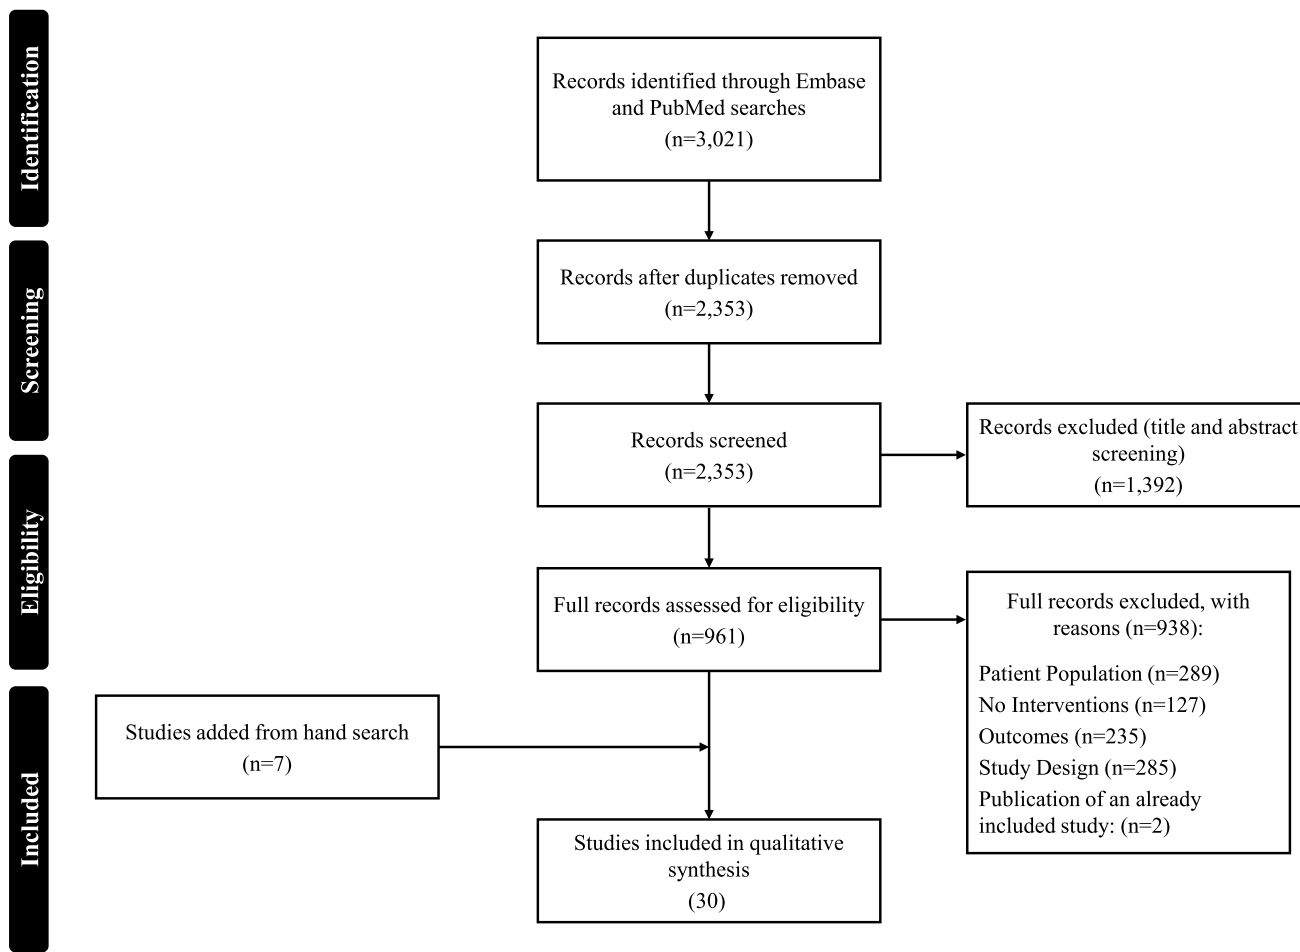 Identification
Records identified through Embase
and PubMed searches
(n=3,021)
Screening
Records after duplicates removed
(n=2,353)
Records screened
(n=2,353)
Records excluded (title and abstract
screening)
(n=1,392)
Eligibility
Full records assessed for eligibility
(n=961)
Full records excluded, with
reasons (n=938):
Patient Population (n=289)
No Interventions (n=127)
Outcomes (n=235)
Study Design (n=285)
Publication of an already
included study: (n=2)
Included
Studies added from hand search
(n=7)
Studies included in qualitative
synthesis
(30)